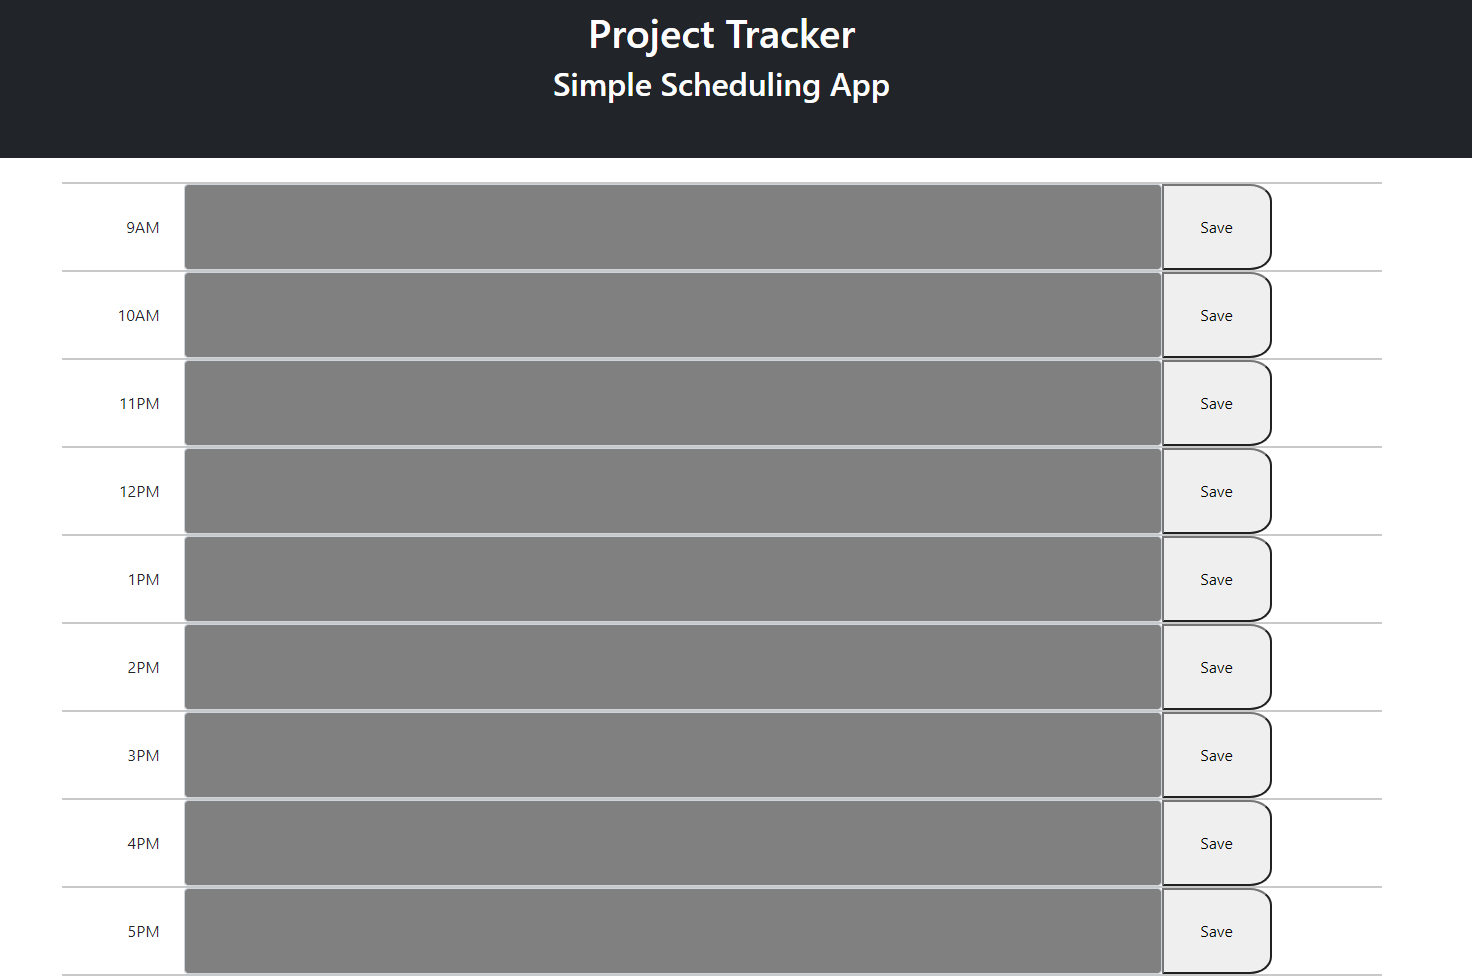 Project Tracker
Simple Scheduling App
9AM Save
10AM Save
11PM Save
12PM Save
1PM Save
2PM Save
3PM Save
4PM Save
5PM Save